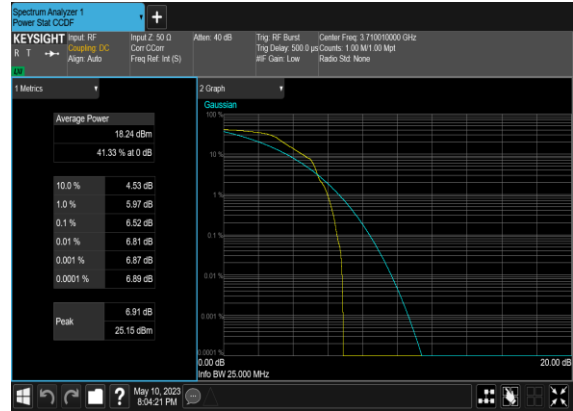 Spectrum Analyzer 1
Power Stat CCDF
KEYSIGHT
R T
LXI
Input: RF
Coupling: DC
Align: Auto
Input Z: 50 Ω
Corr CCorr
Freq Ref: Int (S)
Atten: 40 dB
Trig: RF Burst
Trig Delay: 500.0 µs
#IF Gain: Low
Center Freq: 3.710010000 GHz
Counts: 1.00 M/1.00 Mpt
Radio Std: None
1 Metrics
Average Power
18.24 dBm
41.33 % at 0 dB
10.0 % 4.53 dB
1.0 % 5.97 dB
0.1 % 6.52 dB
0.01 % 6.81 dB
0.001 % 6.87 dB
0.0001 % 6.89 dB
Peak
6.91 dB
25.15 dBm
2 Graph
Gaussian
100 %
10 %
1 %
0.1 %
0.01 %
0.001 %
0.0001 %
0.00 dB
20.00 dB
Info BW 25.000 MHz
?
May 10, 2023
8:04:21 PM